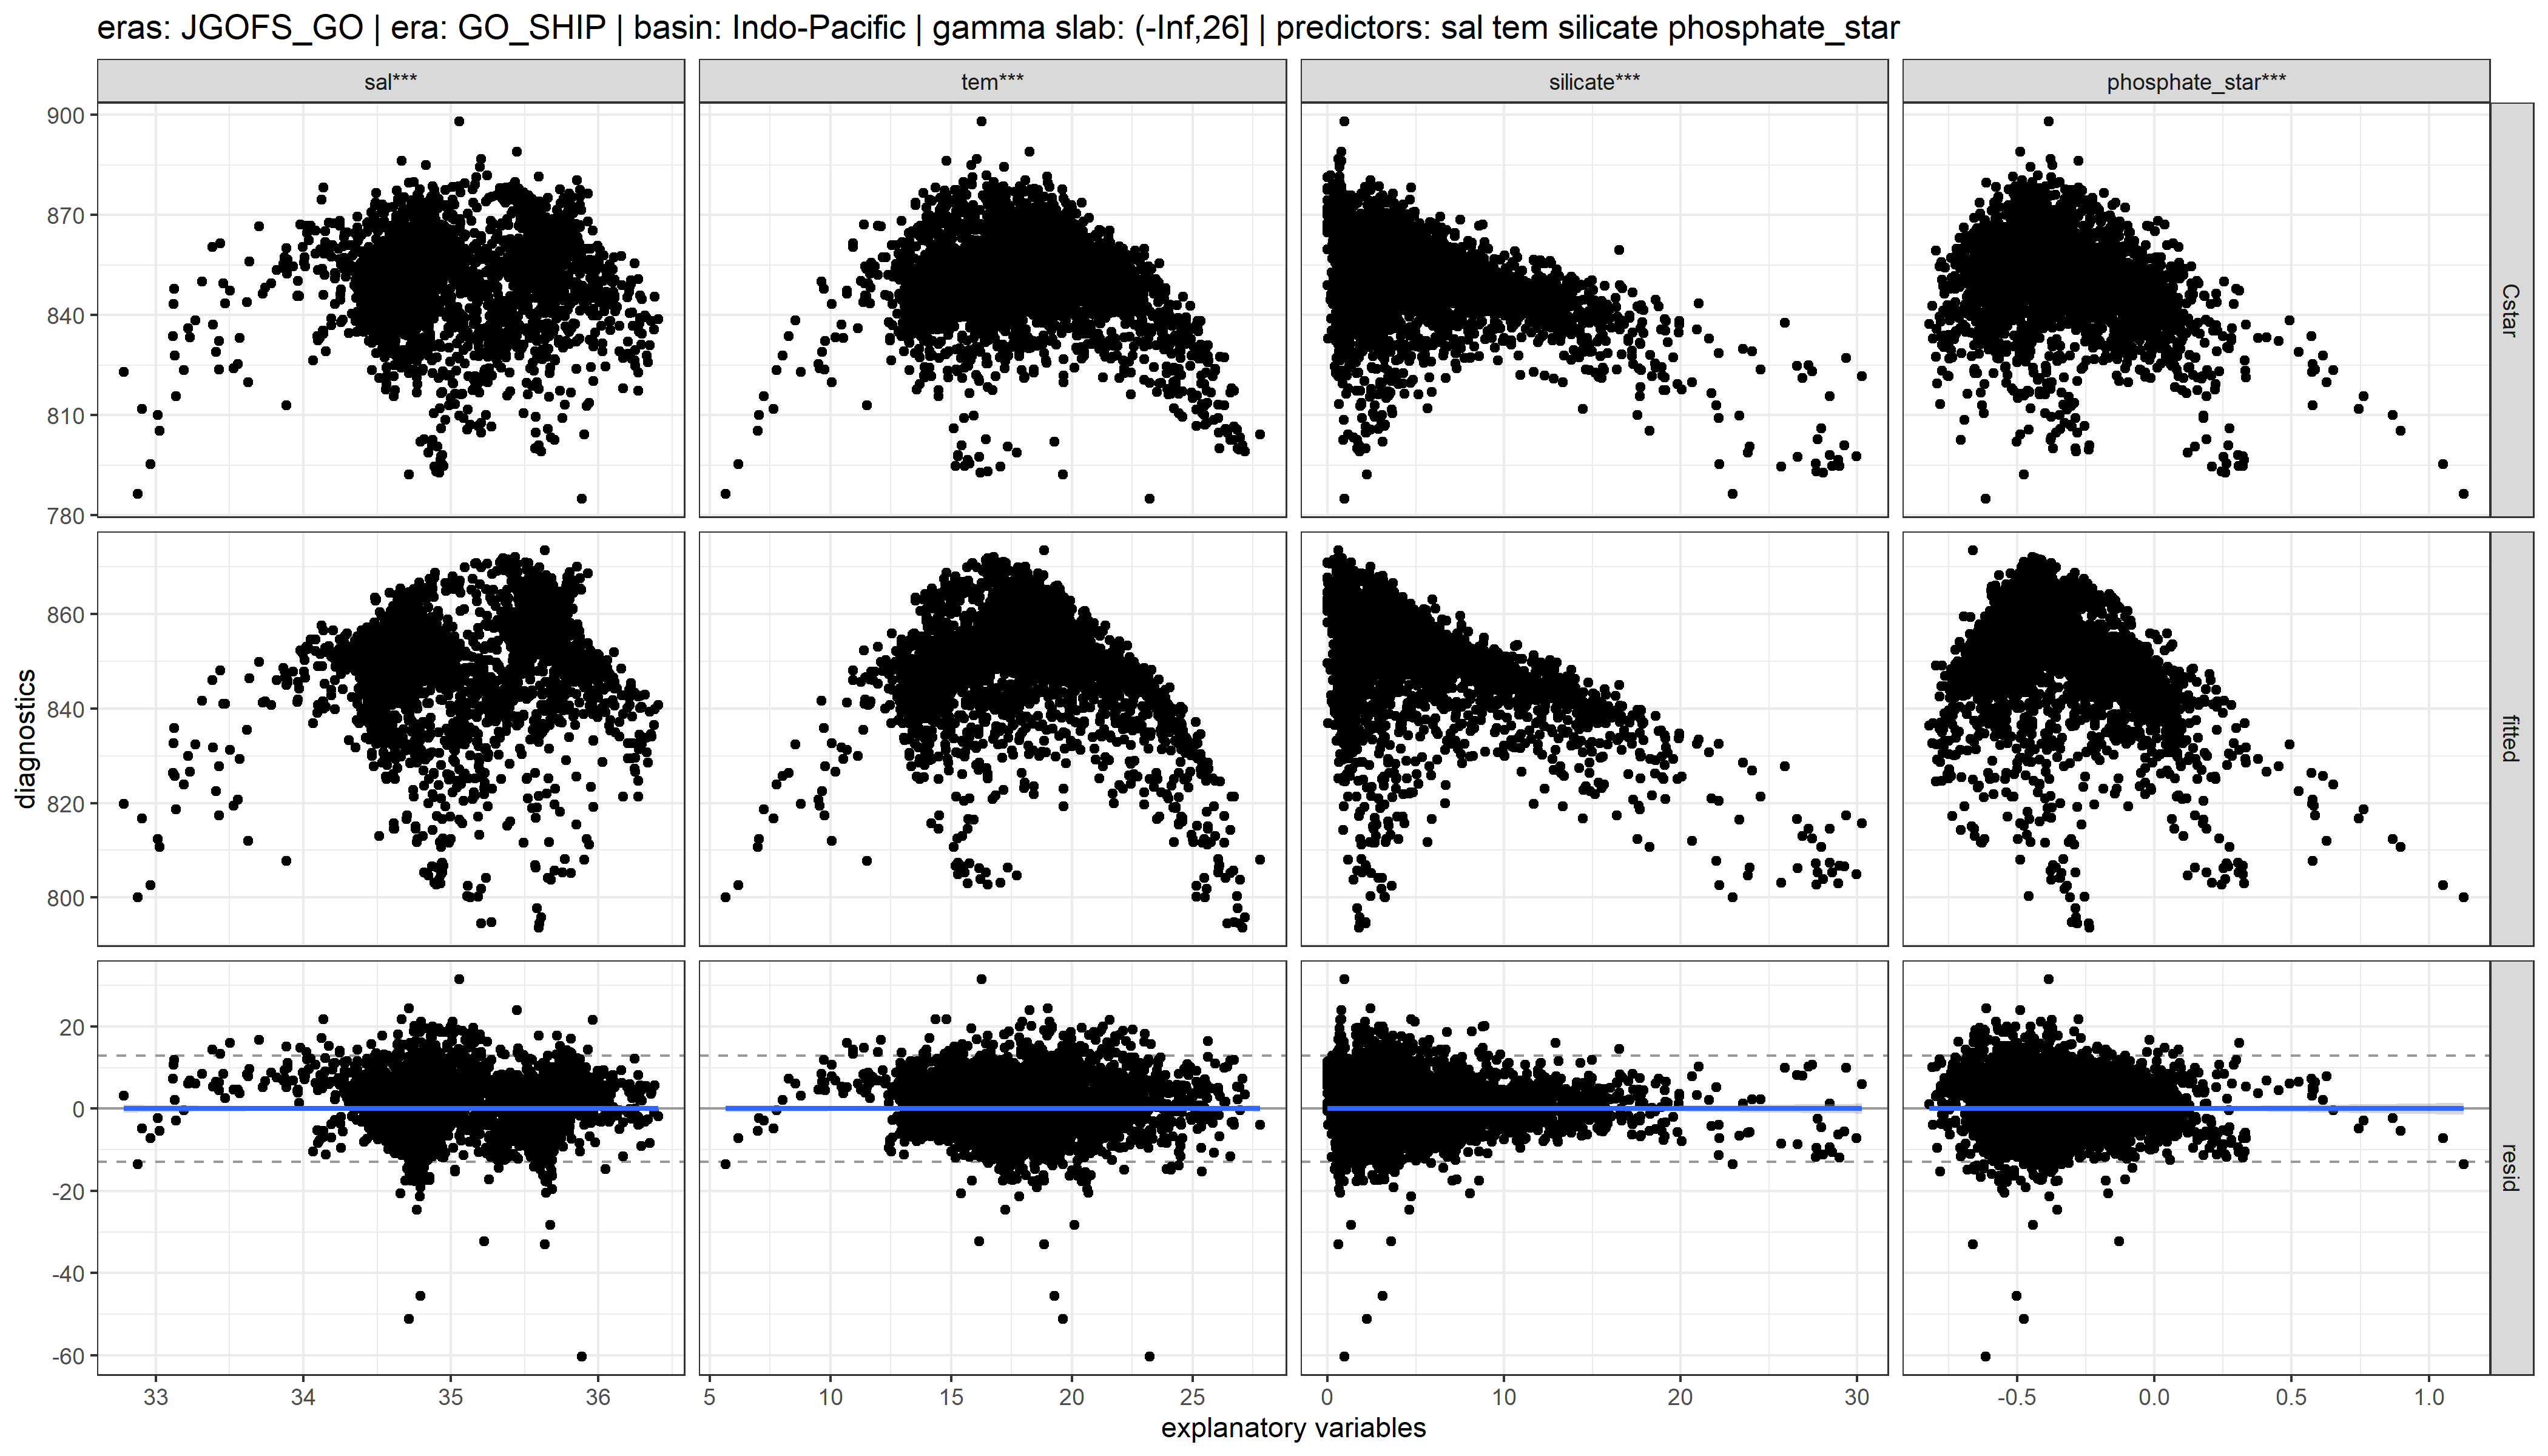 eras: JGOFS_GO | era: GO_SHIP | basin: Indo-Pacific | gamma slab: (-Inf,26] | predictors: sal tem silicate phosphate_star
sal*** tem*** silicate*** phosphate_star***
900
870
840
810
780
Cstar
860
840
820
800
fitted
20
0
-20
-40
-60
resid
diagnostics
33 34 35 36 5 10 15 20 25 0 10 20 30 -0.5 0.0 0.5 1.0
explanatory variables